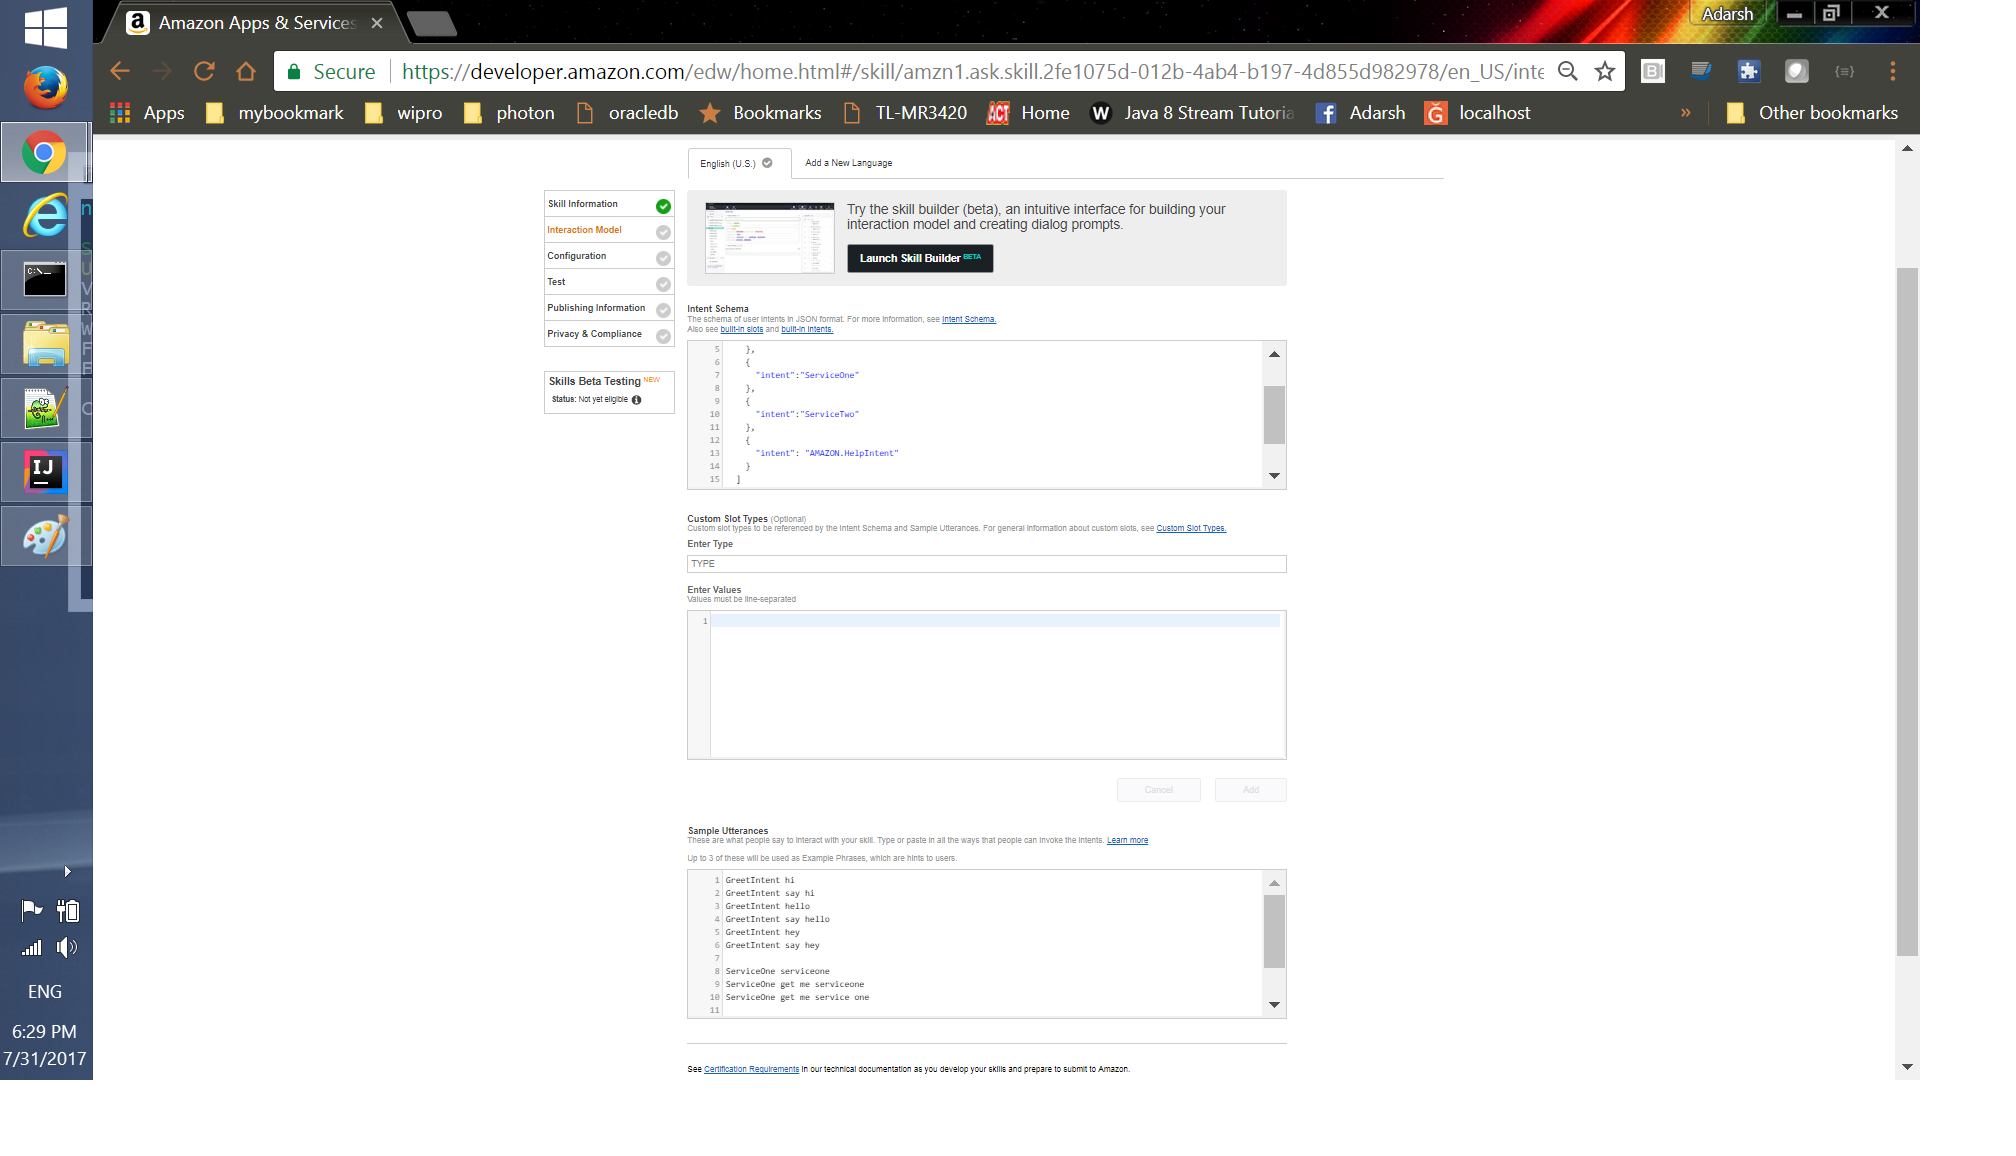 Amazon Apps & Services
Adarsh
Secure
https://developer.amazon.com/edw/home.html#/skill/amzn1.ask.skill.2fe1075d-012b-4ab4-b197-4d855d982978/en_US/inte
Apps mybookmark wipro photon oracledb Bookmarks TL-MR3420 ACT Home W Java 8 Stream Tutoria Adarsh localhost » Other bookmarks
English (U.S.) Add a New Language
Skill Information
Interaction Model
Configuration
Test
Publishing Information
Privacy & Compliance
Skills Beta Testing NEW
Status: Not yet eligible
Try the skill builder (beta), an intuitive interface for building your
interaction model and creating dialog prompts.
Launch Skill Builder BETA
Intent Schema
The schema of user intents in JSON format. For more information, see Intent Schema.
Also see built-in slots and built-in intents.
5 },
6 {
7 "intent":"ServiceOne"
8 },
9 {
10 "intent":"ServiceTwo"
11 },
12 {
13 "intent": "AMAZON.HelpIntent"
14 }
15 ]
Custom Slot Types (Optional)
Custom slot types to be referenced by the Intent Schema and Sample Utterances. For general information about custom slots, see Custom Slot Types.
Enter Type
TYPE
Enter Values
Values must be line-separated
1
Cancel Add
Sample Utterances
These are what people say to interact with your skill. Type or paste in all the ways that people can invoke the intents. Learn more
Up to 3 of these will be used as Example Phrases, which are hints to users.
1 GreetIntent hi
2 GreetIntent say hi
3 GreetIntent hello
4 GreetIntent say hello
5 GreetIntent hey
6 GreetIntent say hey
7
8 ServiceOne serviceone
9 ServiceOne get me serviceone
10 ServiceOne get me service one
11
See Certification Requirements in our technical documentation as you develop your skills and prepare to submit to Amazon.
ENG
6:29 PM
7/31/2017